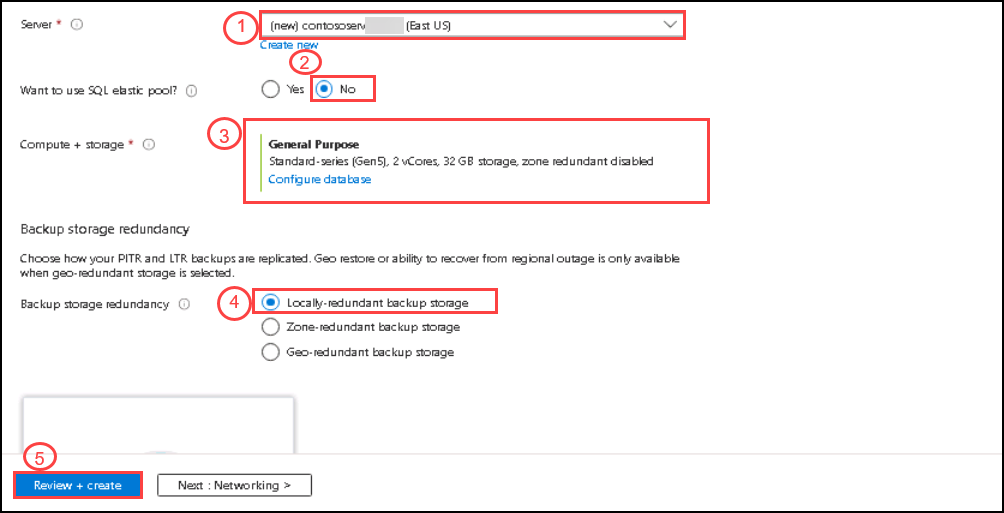 Server *
1
(new) contososerv (East US)
Create new
2
Want to use SQL elastic pool?
Yes
No
3
Compute + storage *
General Purpose
Standard-series (Gen5), 2 vCores, 32 GB storage, zone redundant disabled
Configure database
Backup storage redundancy
Choose how your PITR and LTR backups are replicated. Geo restore or ability to recover from regional outage is only available
when geo-redundant storage is selected.
Backup storage redundancy
4
Locally-redundant backup storage
Zone-redundant backup storage
Geo-redundant backup storage
5
Review + create
Next : Networking >